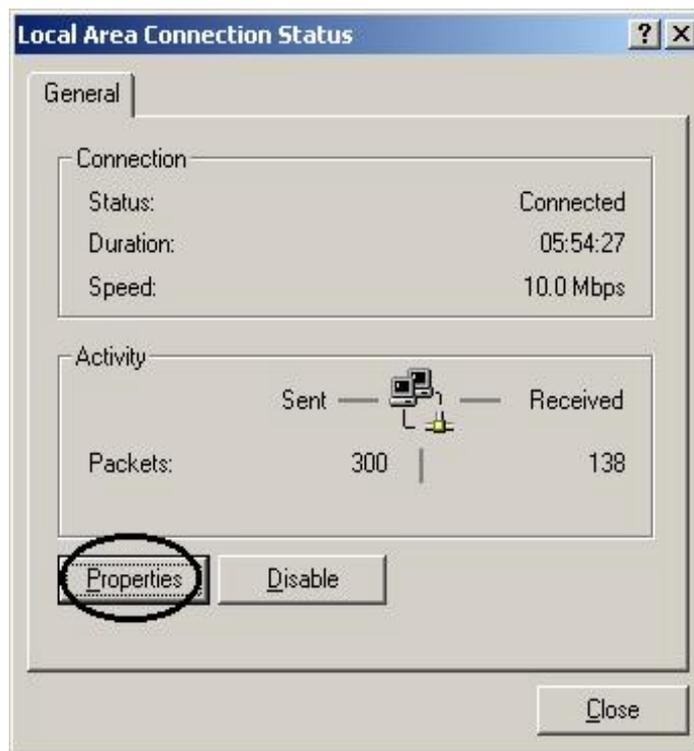 Local Area Connection Status
General
Connection
Status: Connected
Duration: 05:54:27
Speed: 10.0 Mbps
Activity
Sent Received
Packets: 300 138
Properties Disable
Close